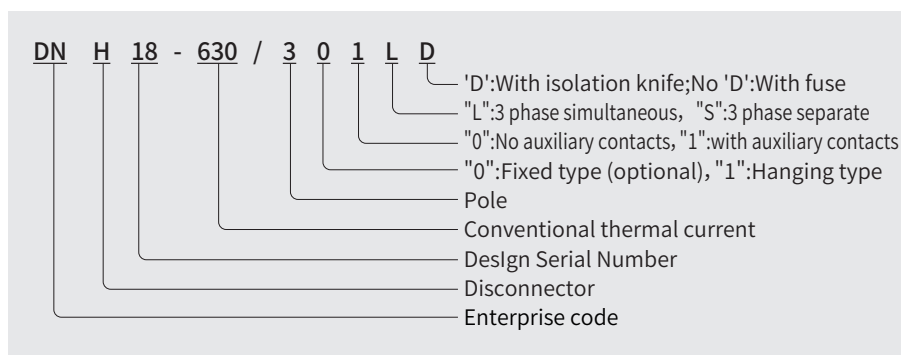 DN H 18 - 630 / 3 0 1 L D
'D':With isolation knife;No 'D':With fuse
"L":3 phase simultaneous, "S":3 phase separate
"0":No auxiliary contacts, "1":with auxiliary contacts
"0":Fixed type (optional), "1":Hanging type
Pole
Conventional thermal current
DesIgn Serial Number
Disconnector
Enterprise code